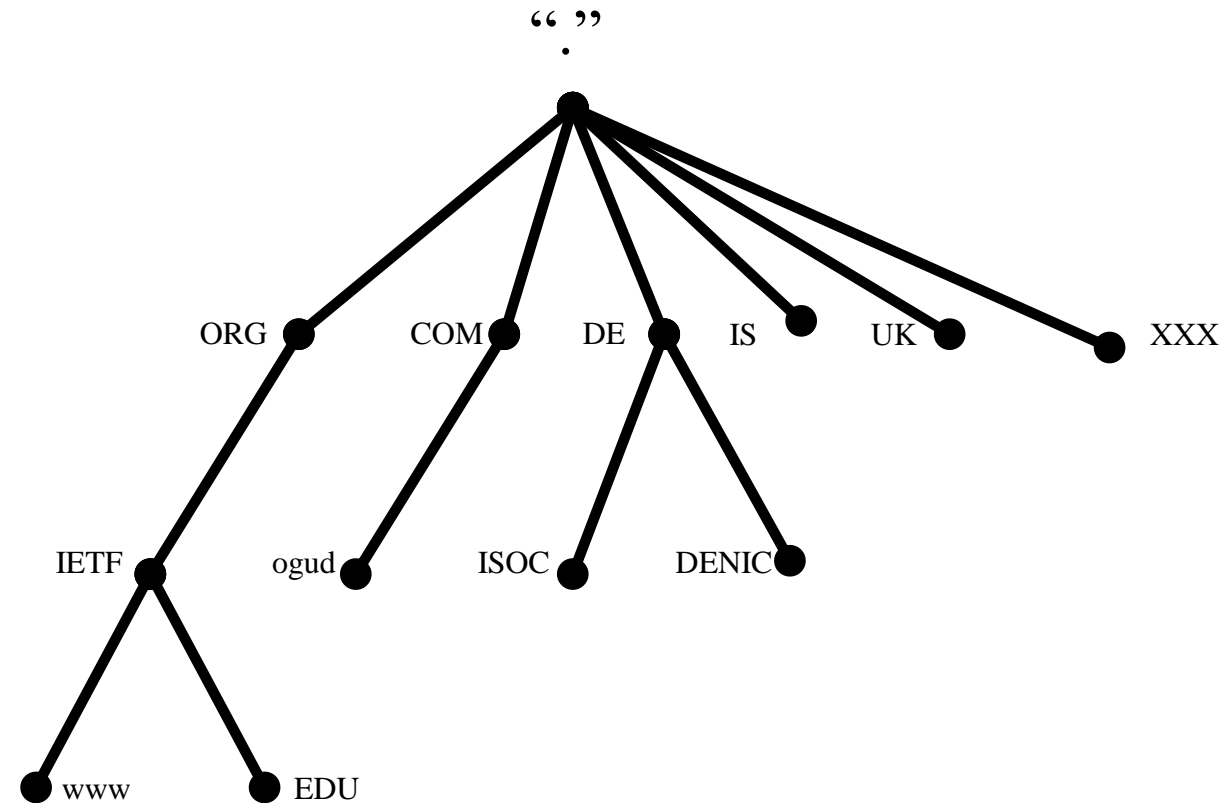 “.”
ORG COM DE IS UK XXX
IETF ogud ISOC DENIC
www EDU